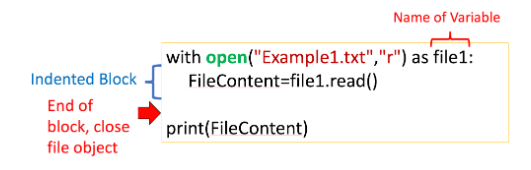 Name of Variable
with open("Example1.txt","r") as file1:
FileContent=file1.read()
Indented Block
End of
block, close
file object
print(FileContent)